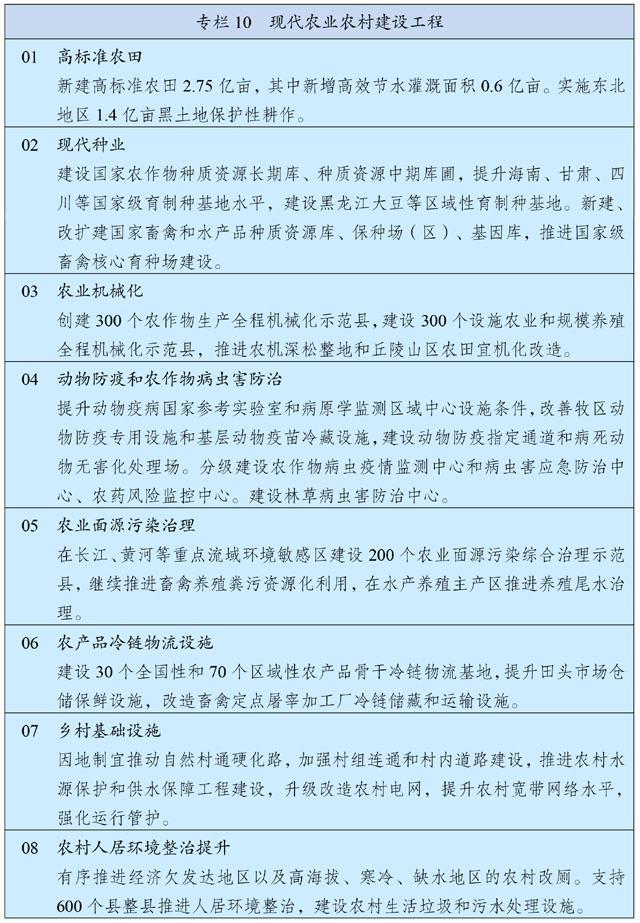 专栏 10 现代农业农村建设工程
01 高标准农田
新建高标准农田 2.75 亿亩，其中新增高效节水灌溉面积 0.6 亿亩。实施东北
地区 1.4 亿亩黑土地保护性耕作。
02 现代种业
建设国家农作物种质资源长期库、种质资源中期库圃，提升海南、甘肃、四
川等国家级育制种基地水平，建设黑龙江大豆等区域性育制种基地。新建、
改扩建国家畜禽和水产品种质资源库、保种场（区）、基因库，推进国家级
畜禽核心育种场建设。
03 农业机械化
创建 300 个农作物生产全程机械化示范县，建设 300 个设施农业和规模养殖
全程机械化示范县，推进农机深松整地和丘陵山区农田宜机化改造。
04 动物防疫和农作物病虫害防治
提升动物疫病国家参考实验室和病原学监测区域中心设施条件，改善牧区动
物防疫专用设施和基层动物疫苗冷藏设施，建设动物防疫指定通道和病死动
物无害化处理场。分级建设农作物病虫疫情监测中心和病虫害应急防治中
心、农药风险监控中心。建设林草病虫害防治中心。
05 农业面源污染治理
在长江、黄河等重点流域环境敏感区建设 200 个农业面源污染综合治理示范
县，继续推进畜禽养殖粪污资源化利用，在水产养殖主产区推进养殖尾水治
理。
06 农产品冷链物流设施
建设 30 个全国性和 70 个区域性农产品骨干冷链物流基地，提升田头市场仓
储保鲜设施，改造畜禽定点屠宰加工厂冷链储藏和运输设施。
07 乡村基础设施
因地制宜推动自然村通硬化路，加强村组连通和村内道路建设，推进农村水
源保护和供水保障工程建设，升级改造农村电网，提升农村宽带网络水平，
强化运行管护。
08 农村人居环境整治提升
有序推进经济欠发达地区以及高海拔、寒冷、缺水地区的农村改厕。支持
600 个县整县推进人居环境整治，建设农村生活垃圾和污水处理设施。